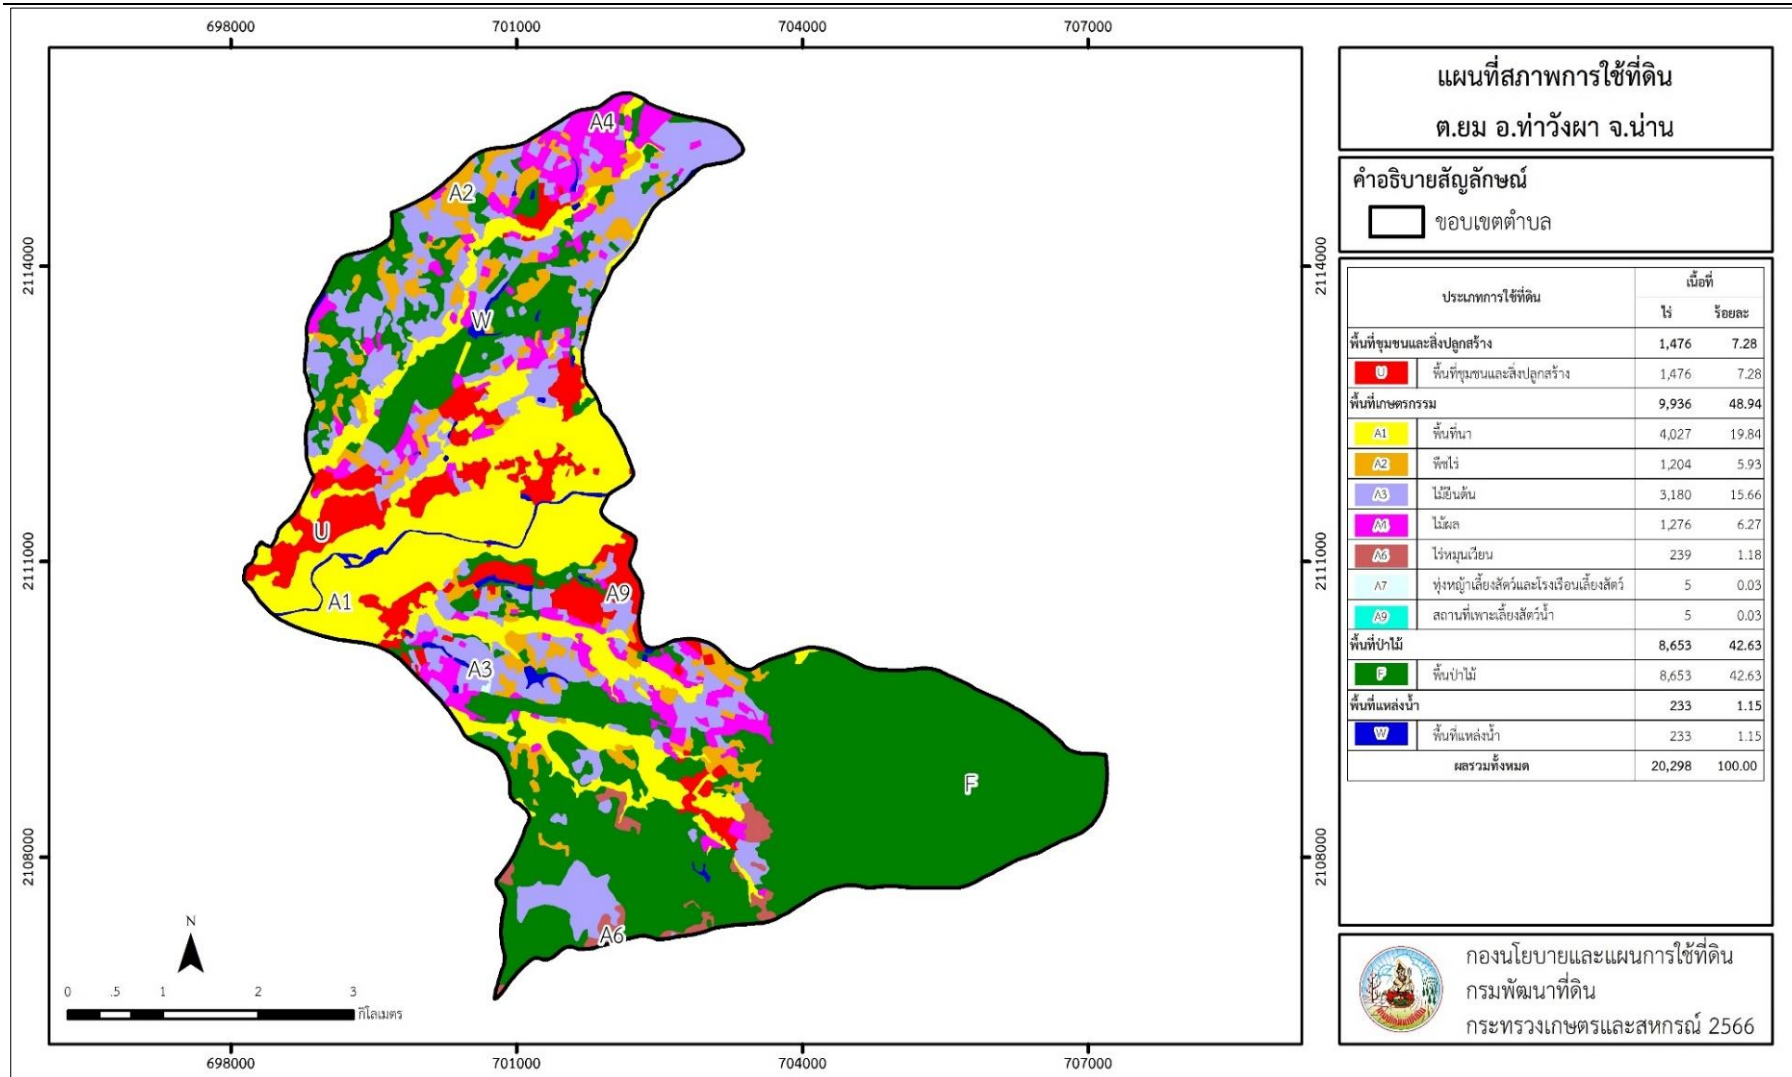 698000 701000 704000 707000
2114000 2114000
2111000 2111000
2108000 2108000
A4
A2
W
U
A1
A9
A3
F
A6
N
0 .5 1 2 3
กิโลเมตร
698000 701000 704000 707000
แผนที่สภาพการใช้ที่ดิน
ต.ยม อ.ท่าวังผา จ.น่าน
คำอธิบายสัญลักษณ์
ขอบเขตตำบล
ประเภทการใช้ที่ดิน เนื้อที่
ไร่ ร้อยละ
พื้นที่ชุมชนและสิ่งปลูกสร้าง 1,476 7.28
U พื้นที่ชุมชนและสิ่งปลูกสร้าง 1,476 7.28
พื้นที่เกษตรกรรม 9,936 48.94
A1 พื้นที่นา 4,027 19.84
A2 พืชไร่ 1,204 5.93
A3 ไม้ยืนต้น 3,180 15.66
A4 ไม้ผล 1,276 6.27
A6 ไร่หมุนเวียน 239 1.18
A7 ทุ่งหญ้าเลี้ยงสัตว์และโรงเรือนเลี้ยงสัตว์ 5 0.03
A9 สถานที่เพาะเลี้ยงสัตว์น้ำ 5 0.03
พื้นที่ป่าไม้ 8,653 42.63
F พื้นป่าไม้ 8,653 42.63
พื้นที่แหล่งน้ำ 233 1.15
W พื้นที่แหล่งน้ำ 233 1.15
ผลรวมทั้งหมด 20,298 100.00
กองนโยบายและแผนการใช้ที่ดิน
กรมพัฒนาที่ดิน
กระทรวงเกษตรและสหกรณ์ 2566